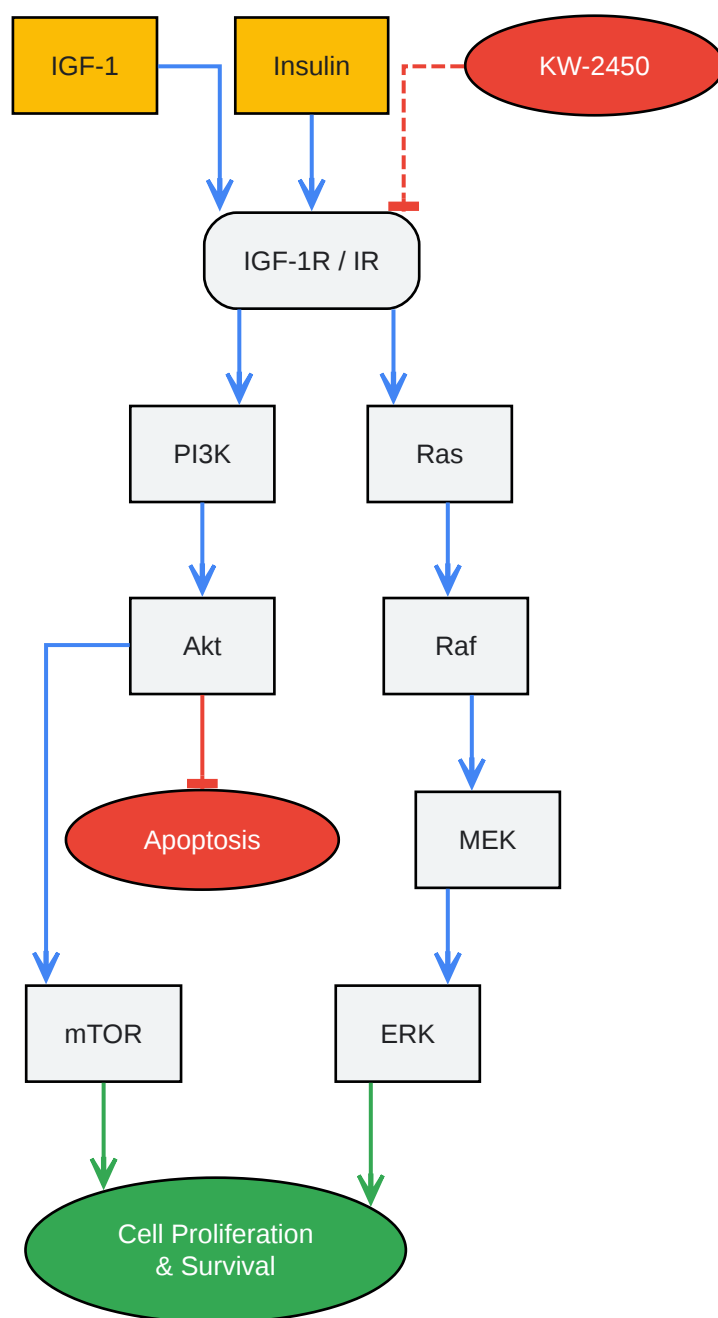 IGF-1
Insulin
KW-2450
IGF-1R / IR
PI3K
Ras
Akt
Raf
Apoptosis
MEK
mTOR
ERK
Cell Proliferation
& Survival